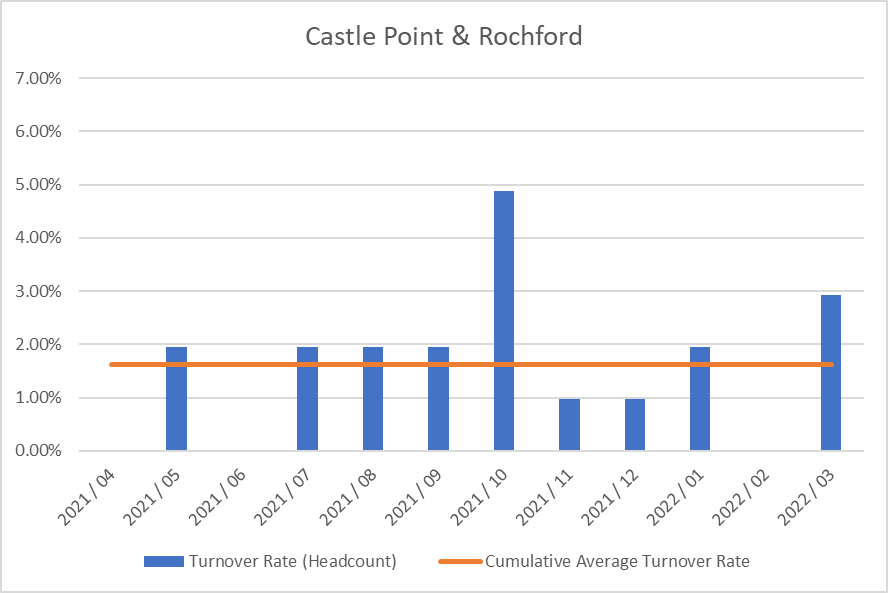 Castle Point & Rochford
7.00%
6.00%
5.00%
4.00%
3.00%
2.00%
1.00%
0.00%
2021 / 04
2021 / 05
2021 / 06
2021 / 07
2021 / 08
2021 / 09
2021 / 10
2021 / 11
2021 / 12
2022 / 01
2022 / 02
2022 / 03
Turnover Rate (Headcount)
Cumulative Average Turnover Rate